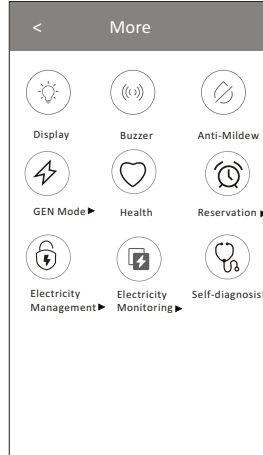 < More
Display Buzzer Anti-Mildew
GEN Mode▶ Health Reservation▶
Electricity Electricity Self-diagnosis
Management▶ Monitoring▶